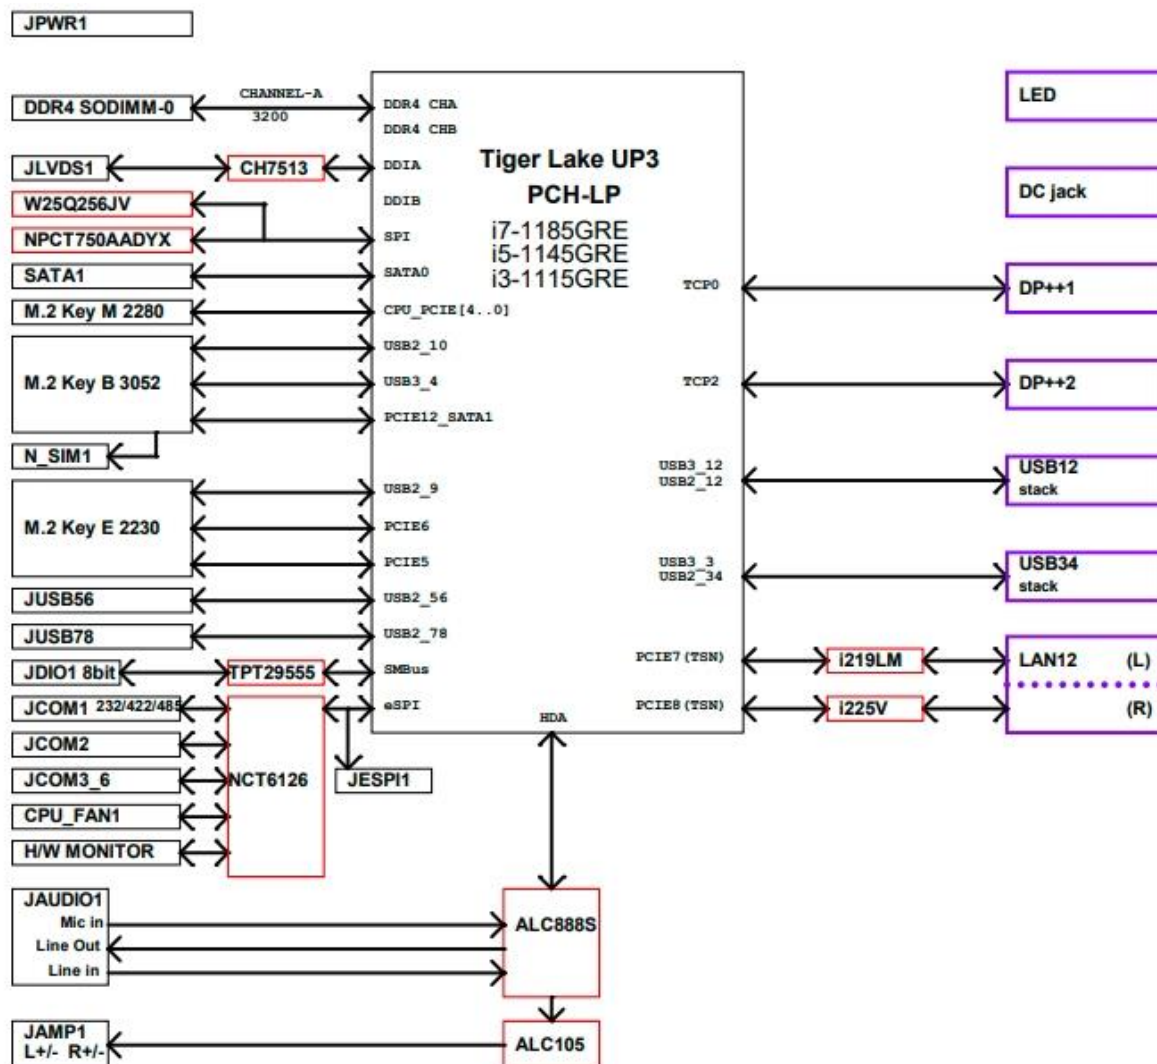 JPWR1
DDR4 SODIMM-0
CHANNEL-A
3200
DDR4 CHA
DDR4 CHB
Tiger Lake UP3
PCH-LP
i7-1185GRE
i5-1145GRE
i3-1115GRE
LED
JLVDS1
CH7513
DDIA
DC jack
W25Q256JV
DDIB
NPCT750AADYX
SPI
SATA1
SATA0
TCP0
DP++1
M.2 Key M 2280
CPU_PCIE[4..0]
M.2 Key B 3052
USB2_10
USB3_4
PCIE12_SATA1
TCP2
DP++2
N_SIM1
USB3_12
USB2_12
USB12
stack
M.2 Key E 2230
USB2_9
PCIE6
PCIE5
USB3_3
USB2_34
USB34
stack
JUSB56
USB2_56
JUSB78
USB2_78
JDIO1 8bit
TPT29555
SMBus
PCIE7(TSN)
i219LM
LAN12 (L)
JCOM1 232/422/485
eSPI
PCIE8(TSN)
i225V
(R)
HDA
JCOM2
JCOM3_6
NCT6126
JESPI1
CPU_FAN1
H/W MONITOR
JAUDIO1
Mic in
Line Out
Line in
ALC888S
JAMP1
L+/- R+/-
ALC105